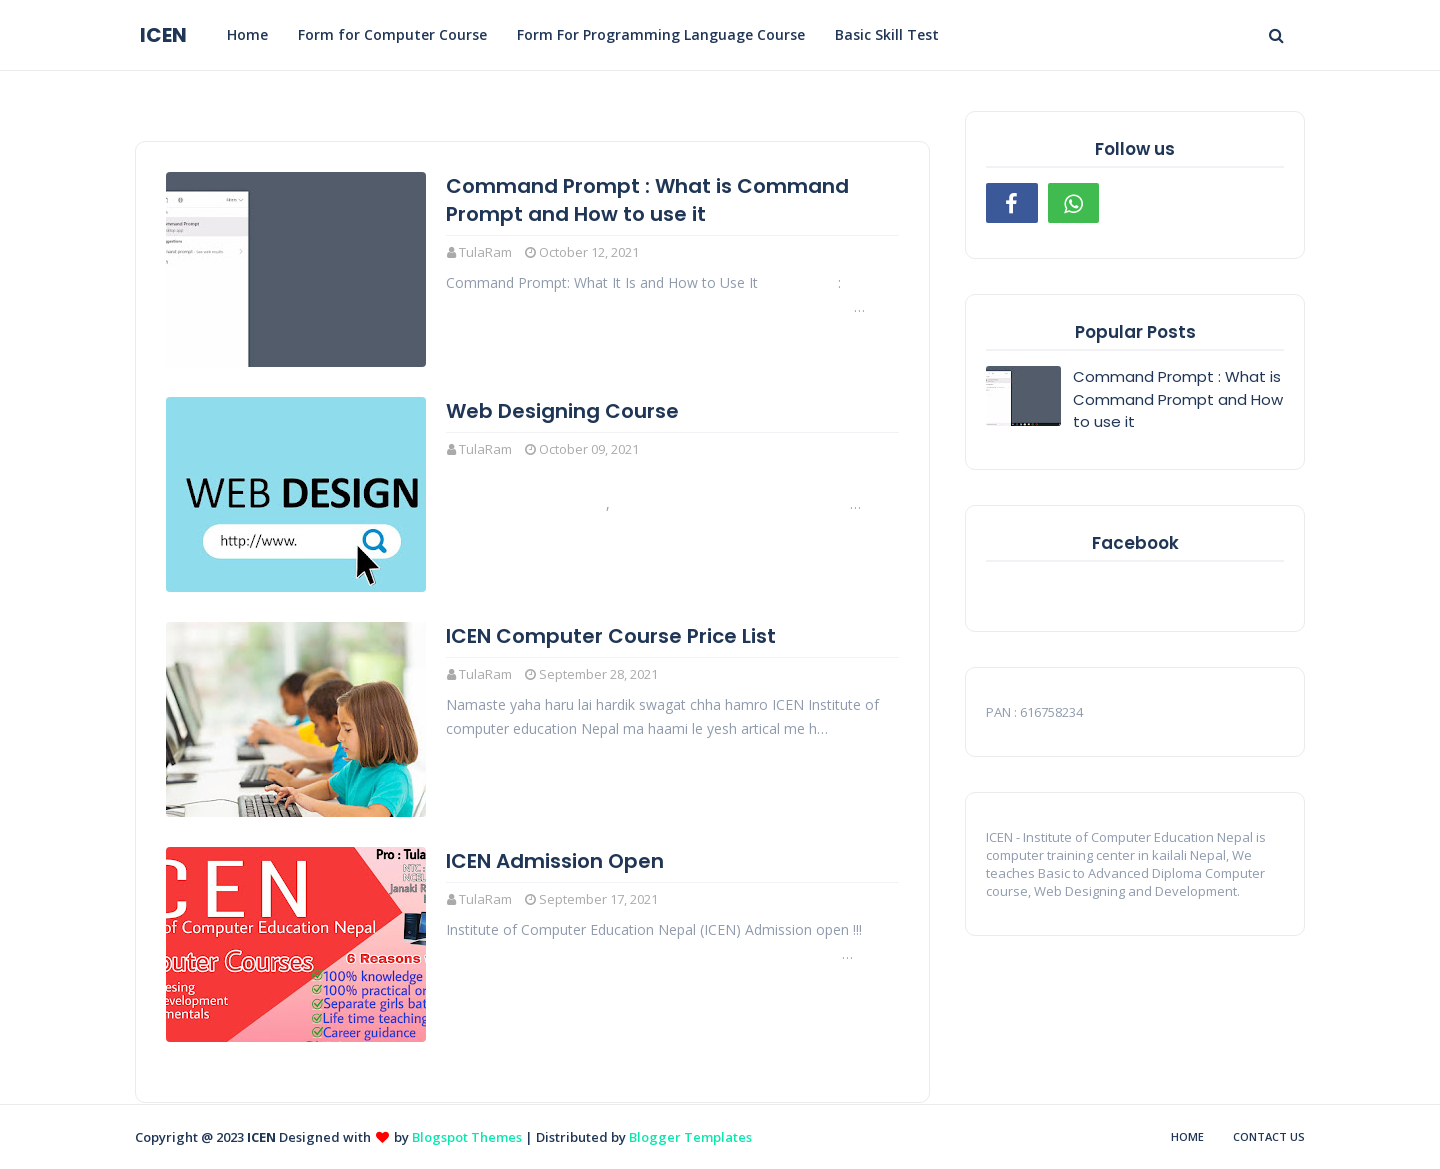 ICEN
Home
Form for Computer Course
Form For Programming Language Course
Basic Skill Test
Command Prompt : What is Command
Prompt and How to use it
TulaRam October 12, 2021
Command Prompt: What It Is and How to Use It :
…
Web Designing Course
TulaRam October 09, 2021
, …
WEB DESIGN
http://www.
ICEN Computer Course Price List
TulaRam September 28, 2021
Namaste yaha haru lai hardik swagat chha hamro ICEN Institute of
computer education Nepal ma haami le yesh artical me h…
ICEN Admission Open
TulaRam September 17, 2021
Institute of Computer Education Nepal (ICEN) Admission open !!!
…
Pro : Tula
CEN
of Computer Education Nepal
puter Courses
6 Reasons
100% knowledge
100% practical or
Separate girls bat
Life time teaching
Career guidance
Follow us
Popular Posts
Command Prompt : What is
Command Prompt and How
to use it
Facebook
PAN : 616758234
ICEN - Institute of Computer Education Nepal is
computer training center in kailali Nepal, We
teaches Basic to Advanced Diploma Computer
course, Web Designing and Development.
Copyright @ 2023 ICEN Designed with by Blogspot Themes | Distributed by Blogger Templates
HOME
CONTACT US